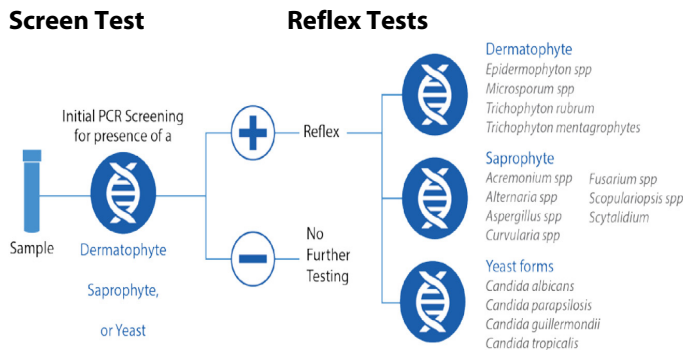 Screen Test
Reflex Tests
Initial PCR Screening
for presence of a
Sample
Dermatophyte
Saprophyte,
or Yeast
Reflex
No
Further
Testing
Dermatophyte
Epidermophyton spp
Microsporum spp
Trichophyton rubrum
Trichophyton mentagrophytes
Saprophyte
Acremonium spp
Alternaria spp
Aspergillus spp
Curvularia spp
Fusarium spp
Scopulariopsis spp
Scytalidium
Yeast forms
Candida albicans
Candida parapsilosis
Candida guillermondii
Candida tropicalis